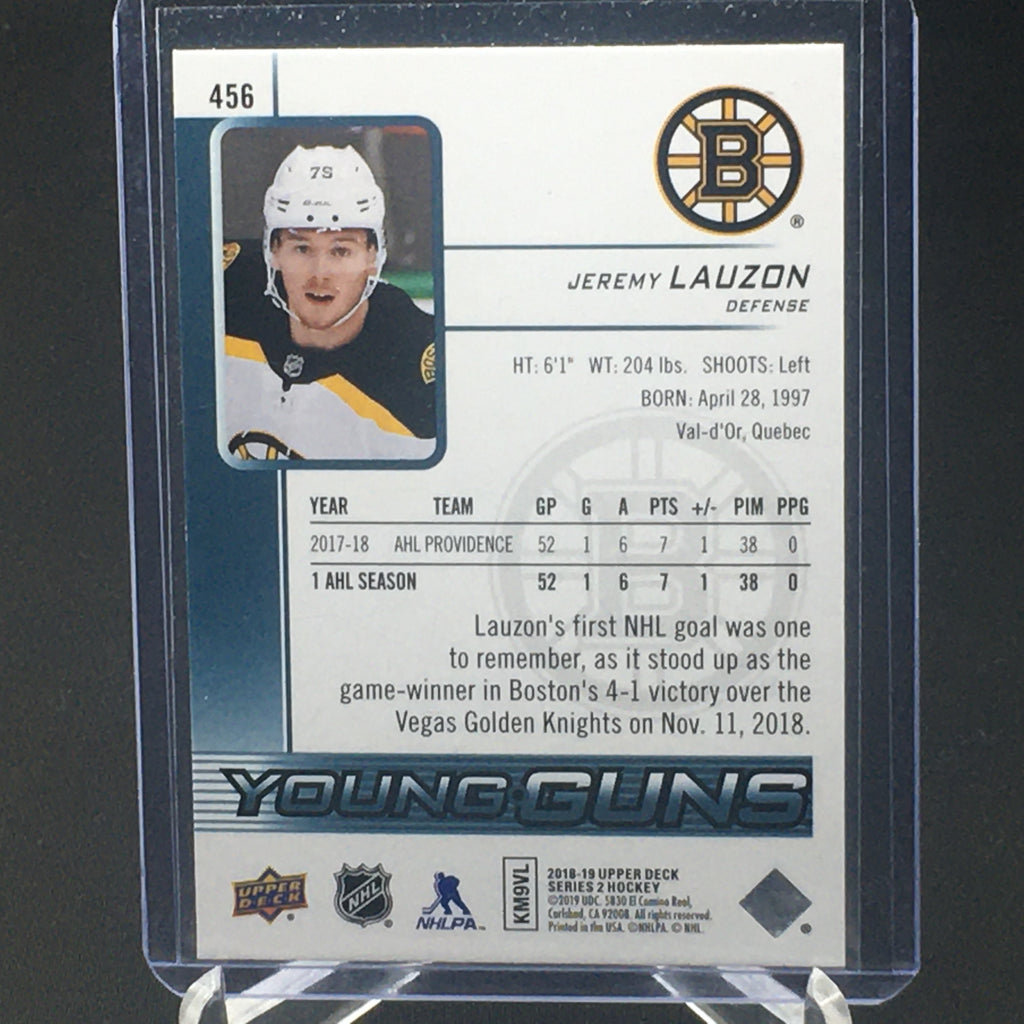 456
B
®
75
JEREMY LAUZON
DEFENSE
BOS
HT: 6'1" WT: 204 lbs. SHOOTS: Left
BORN: April 28, 1997
Val-d'Or, Quebec
YEAR TEAM GP G A PTS +/- PIM PPG
2017-18 AHL PROVIDENCE 52 1 6 7 1 38 0
1 AHL SEASON 52 1 6 7 1 38 0
Lauzon's first NHL goal was one
to remember, as it stood up as the
game-winner in Boston's 4-1 victory over the
Vegas Golden Knights on Nov. 11, 2018.
YOUNG GUNS
UPPER DECK ®
NHL ®
NHLPA™
KM9VL
2018-19 UPPER DECK
SERIES 2 HOCKEY
©2019 UDC. 5830 El Camino Real,
Carlsbad, CA 92008. All rights reserved.
Printed in the USA. ©NHLPA. © NHL.
®